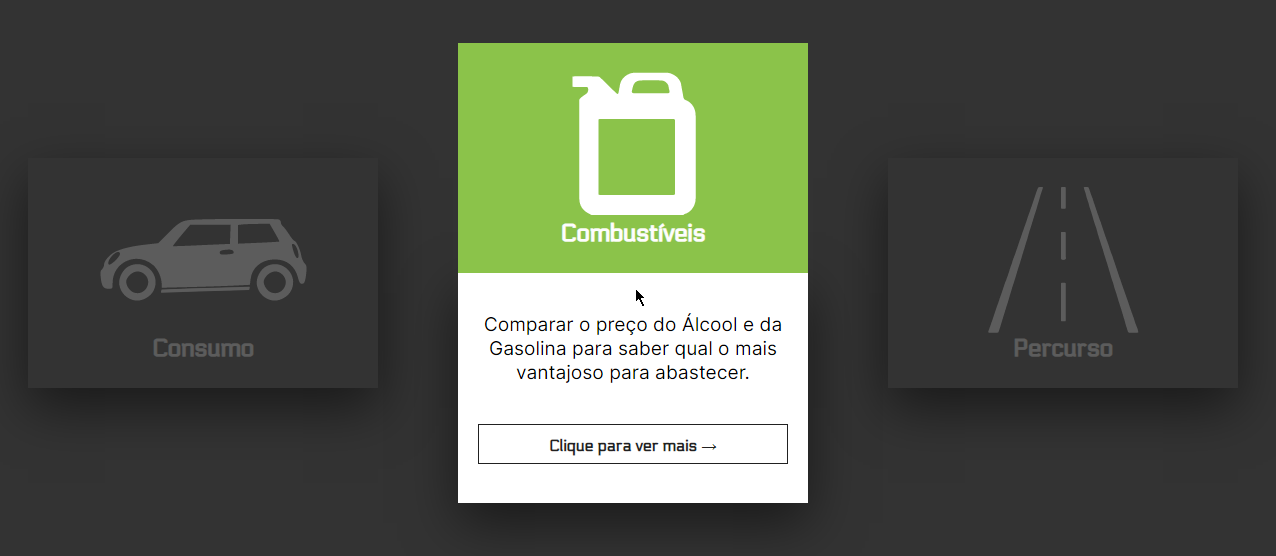 Consumo
Combustíveis
Comparar o preço do Álcool e da
Gasolina para saber qual o mais
vantajoso para abastecer.
Clique para ver mais →
Percurso